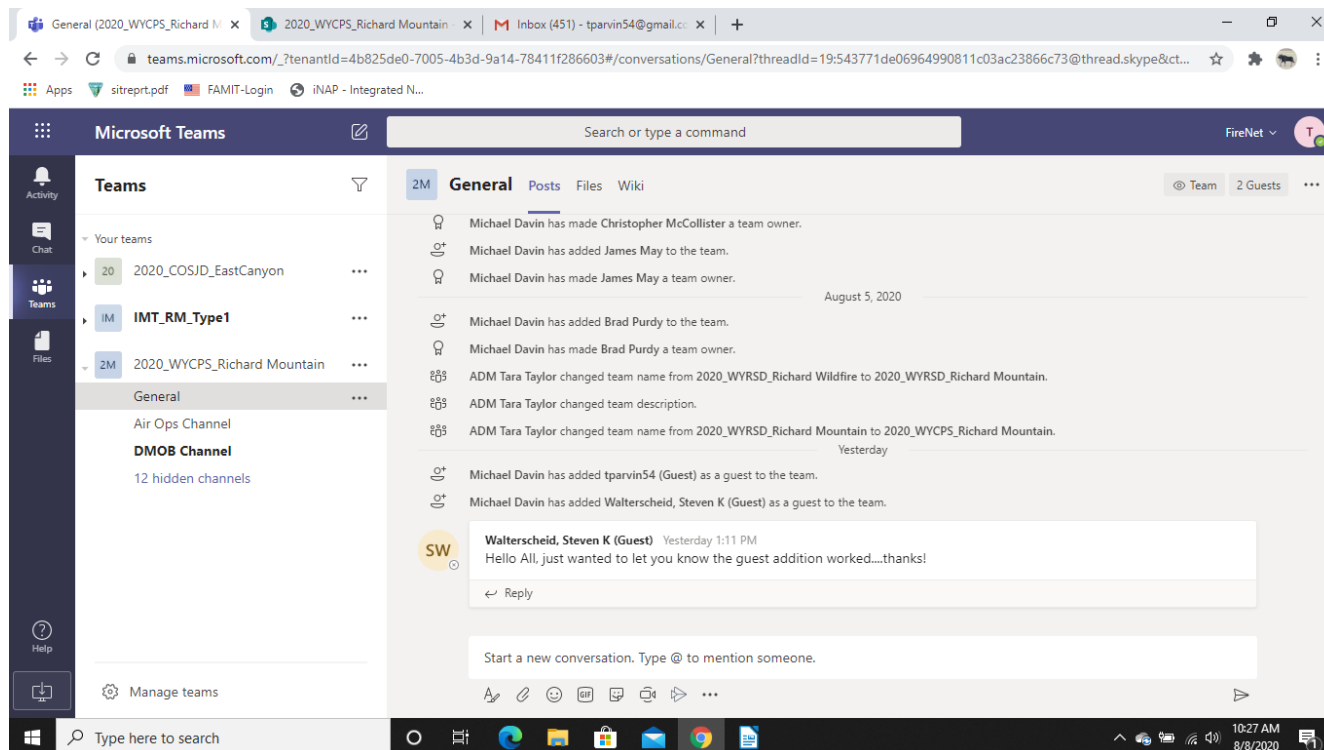 General (2020_WYCPS_Richard M
2020_WYCPS_Richard Mountain -
Inbox (451) - tparvin54@gmail.cc
teams.microsoft.com/_?tenantId=4b825de0-7005-4b3d-9a14-78411f286603#/conversations/General?threadId=19:543771de06964990811c03ac23866c73@thread.skype&ct...
Apps sitreprt.pdf FAMIT-Login iNAP - Integrated N...
Microsoft Teams
Search or type a command
FireNet
T
Activity
Chat
Teams
Files
Help
Teams
Your teams
20 2020_COSJD_EastCanyon ...
IM IMT_RM_Type1 ...
2M 2020_WYCPS_Richard Mountain ...
General ...
Air Ops Channel
DMOB Channel
12 hidden channels
Manage teams
2M General Posts Files Wiki
Team 2 Guests ...
Michael Davin has made Christopher McCollister a team owner.
Michael Davin has added James May to the team.
Michael Davin has made James May a team owner.
August 5, 2020
Michael Davin has added Brad Purdy to the team.
Michael Davin has made Brad Purdy a team owner.
ADM Tara Taylor changed team name from 2020_WYRSD_Richard Wildfire to 2020_WYRSD_Richard Mountain.
ADM Tara Taylor changed team description.
ADM Tara Taylor changed team name from 2020_WYRSD_Richard Mountain to 2020_WYCPS_Richard Mountain.
Yesterday
Michael Davin has added tparvin54 (Guest) as a guest to the team.
Michael Davin has added Walterscheid, Steven K (Guest) as a guest to the team.
SW
Walterscheid, Steven K (Guest) Yesterday 1:11 PM
Hello All, just wanted to let you know the guest addition worked....thanks!
Reply
Start a new conversation. Type @ to mention someone.
GIF
Type here to search
10:27 AM
8/8/2020
1